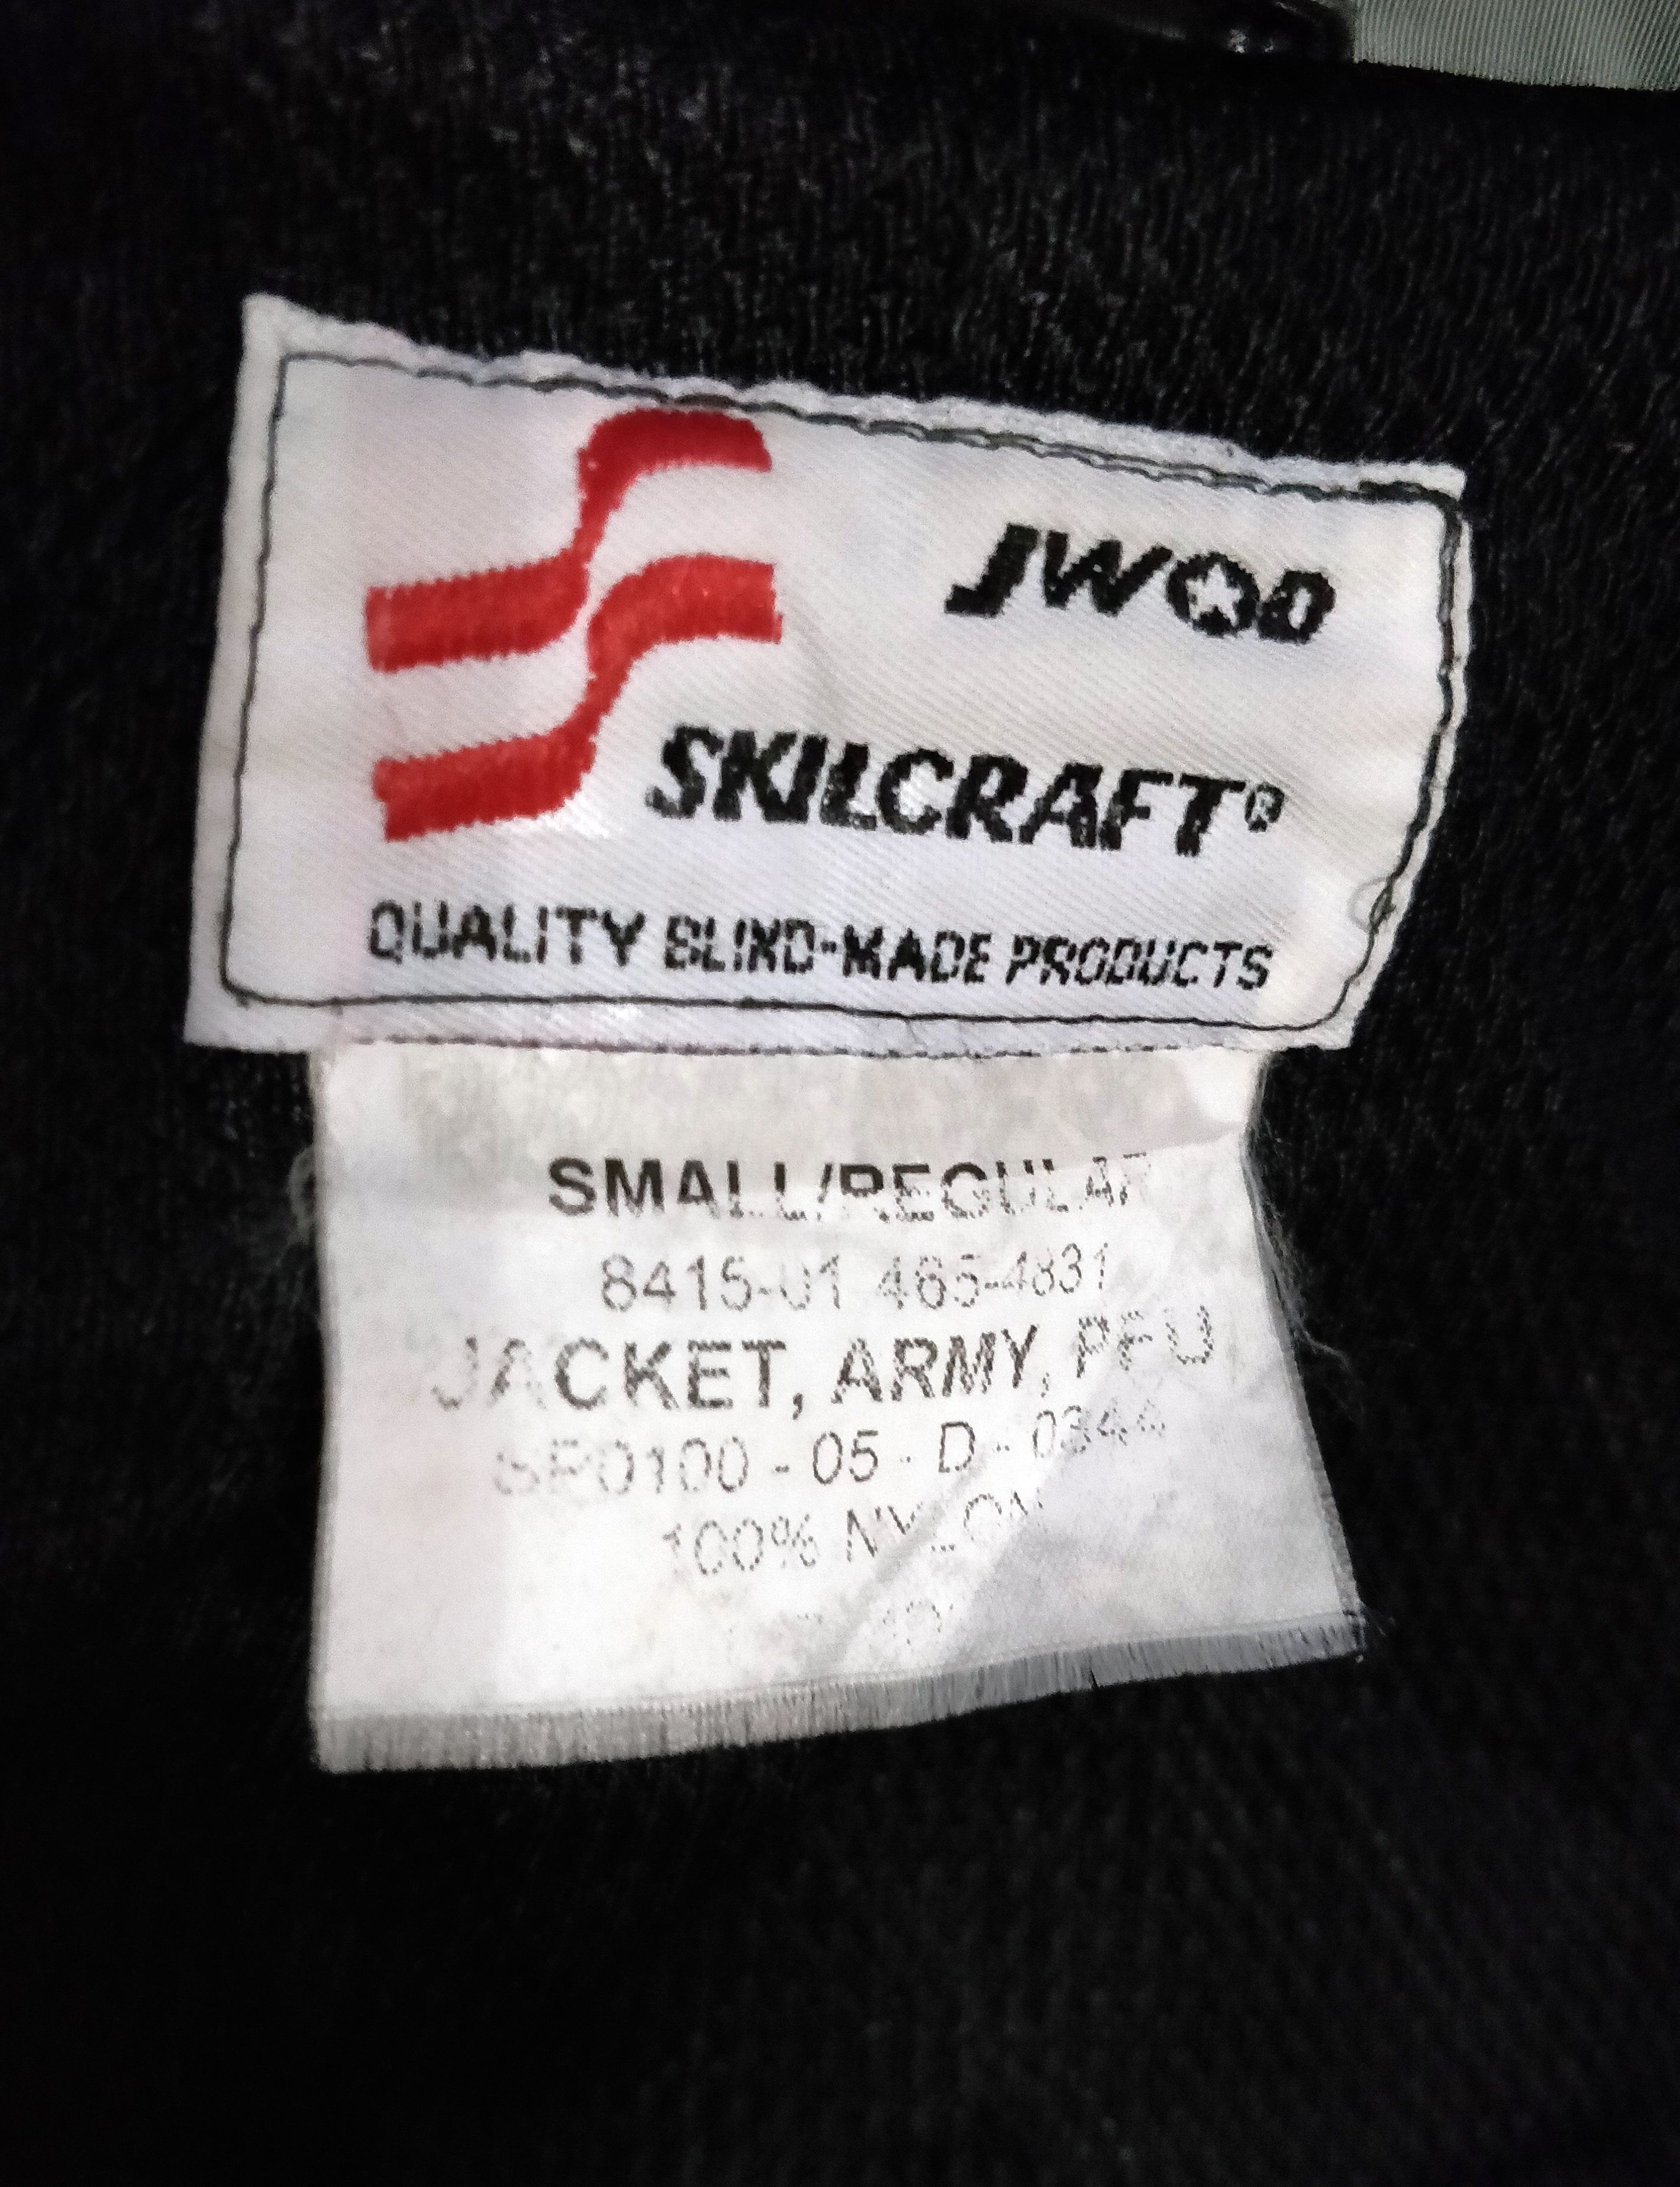 JWOD
SKILCRAFT®
QUALITY BLIND-MADE PRODUCTS
SMALL/REGULAR
8415-01 465-4831
JACKET, ARMY, PFU
SP0100 - 05 - D - 0344
100% NYLON